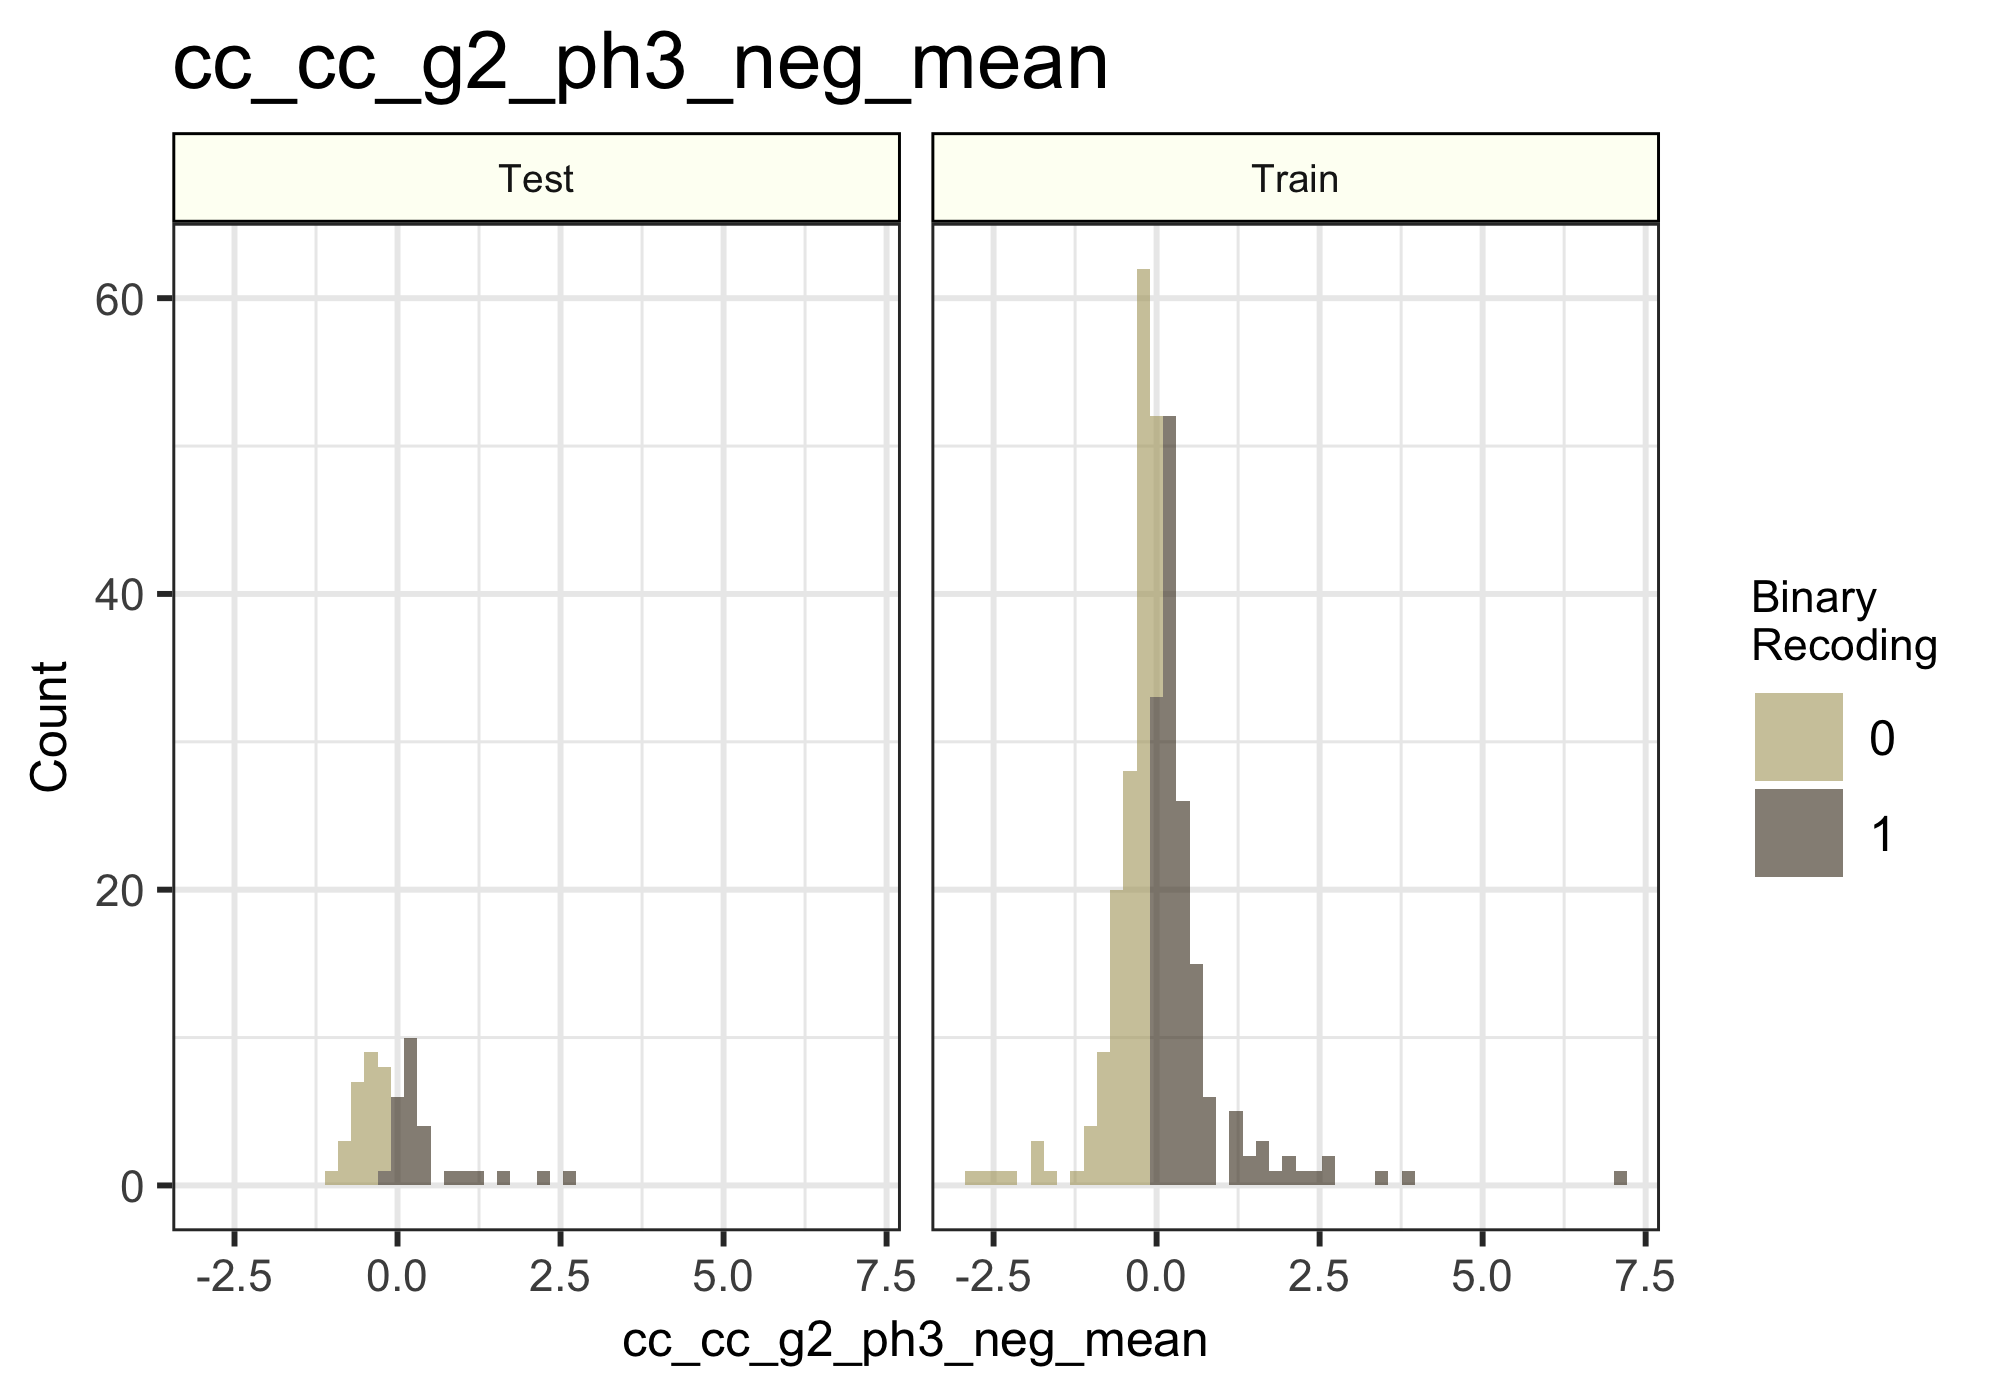 cc_cc_g2_ph3_neg_mean
Test
Train
60
40
20
0
Count
-2.5 0.0 2.5 5.0 7.5
-2.5 0.0 2.5 5.0 7.5
cc_cc_g2_ph3_neg_mean
Binary
Recoding
0
1